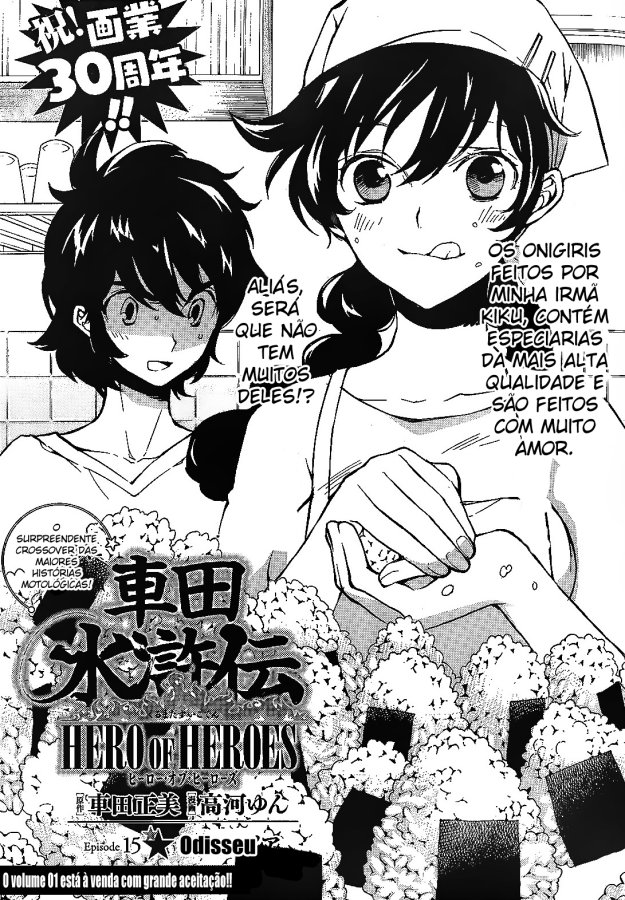 祝!画業
30周年
!!
OS ONIGIRIS
FEITOS POR
MINHA IRMÃ
KIKU, CONTÉM
ESPECIARIAS
DA MAIS ALTA
QUALIDADE E
SÃO FEITOS
COM MUITO
AMOR.
ALIÁS,
SERÁ
QUE NÃO
TEM
MUITOS
DELES!?
SURPREENDENTE
CROSSOVER DAS
MAIORES
HISTÓRIAS
MOTOLÓGICAS!
車田
水滸伝
HERO OF HEROES
ヒーロー・オブ・ヒーローズ
原作 車田正美 漫画 高河ゆん
Episode 15 ★ Odisseu
O volume 01 está à venda com grande aceitação!!